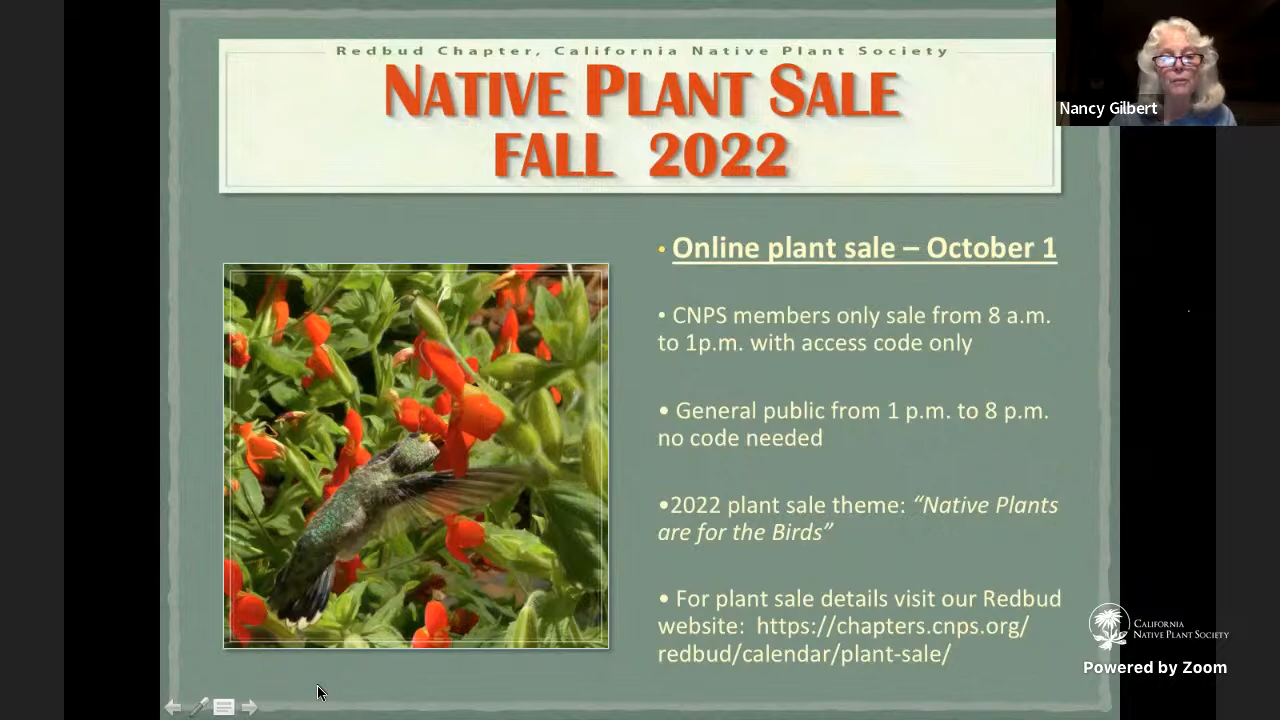 Redbud Chapter, California Native Plant Society
NATIVE PLANT SALE
FALL 2022
Nancy Gilbert
• Online plant sale – October 1
• CNPS members only sale from 8 a.m.
to 1p.m. with access code only
• General public from 1 p.m. to 8 p.m.
no code needed
•2022 plant sale theme: “Native Plants
are for the Birds”
• For plant sale details visit our Redbud
website: https://chapters.cnps.org/
redbud/calendar/plant-sale/
CALIFORNIA
NATIVE PLANT SOCIETY
Powered by Zoom